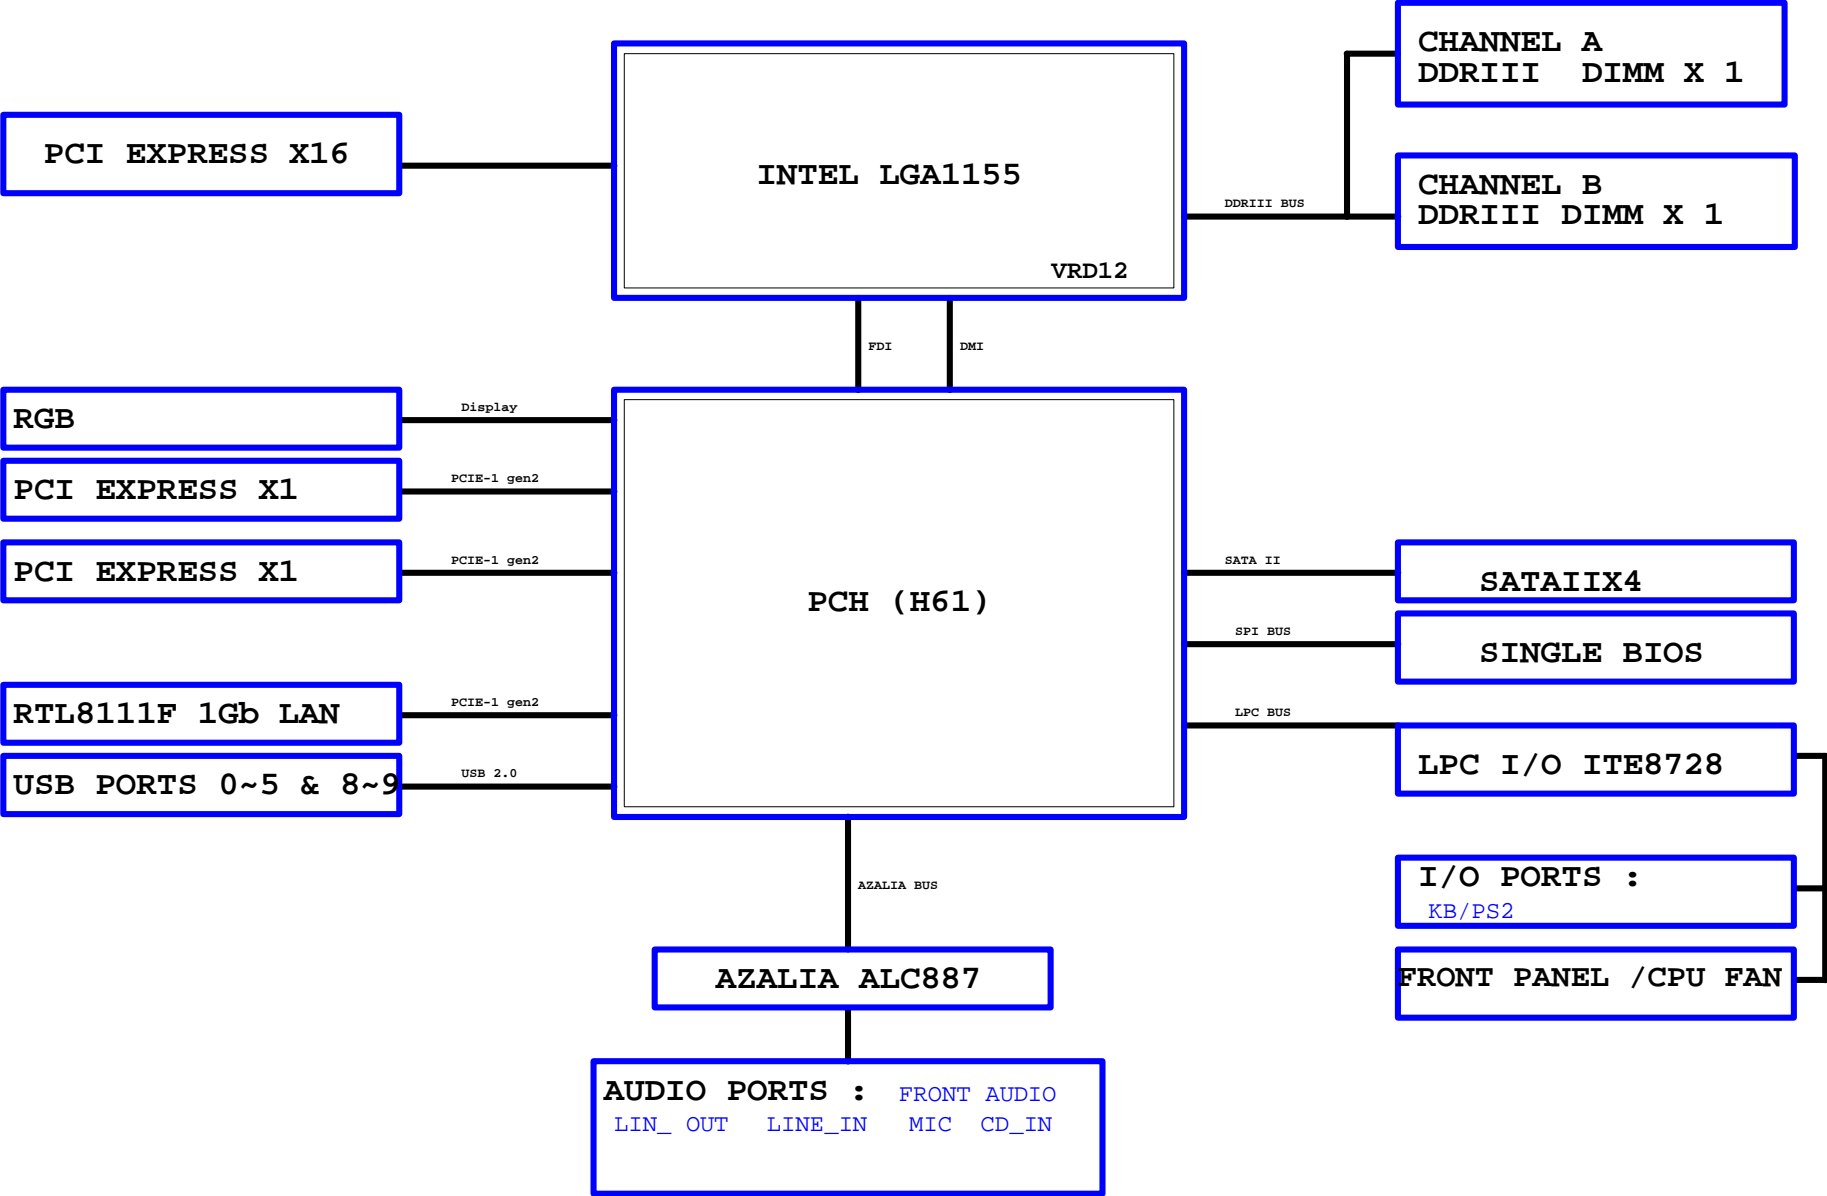 CHANNEL A
DDRIII DIMM X 1
PCI EXPRESS X16
INTEL LGA1155
CHANNEL B
DDRIII DIMM X 1
DDRIII BUS
VRD12
FDI
DMI
RGB
Display
PCI EXPRESS X1
PCIE-1 gen2
PCI EXPRESS X1
PCIE-1 gen2
SATA II
SATAIIX4
PCH (H61)
SPI BUS
SINGLE BIOS
RTL8111F 1Gb LAN
PCIE-1 gen2
LPC BUS
LPC I/O ITE8728
USB PORTS 0~5 & 8~9
USB 2.0
I/O PORTS :
KB/PS2
AZALIA BUS
AZALIA ALC887
FRONT PANEL /CPU FAN
AUDIO PORTS : FRONT AUDIO
LIN_ OUT LINE_IN MIC CD_IN